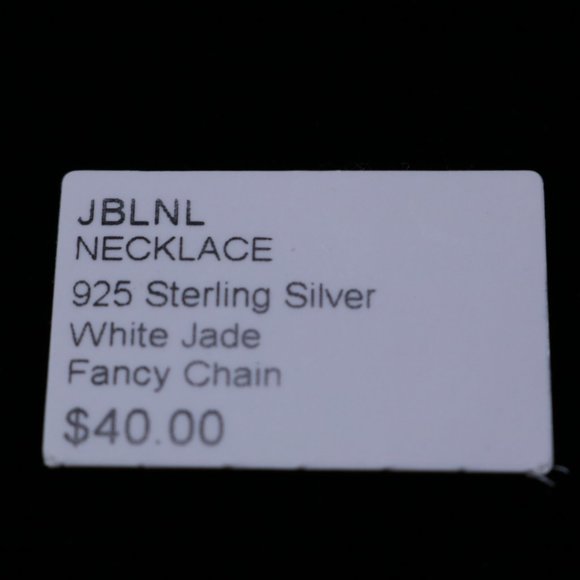 JBLNL
NECKLACE
925 Sterling Silver
White Jade
Fancy Chain
$40.00